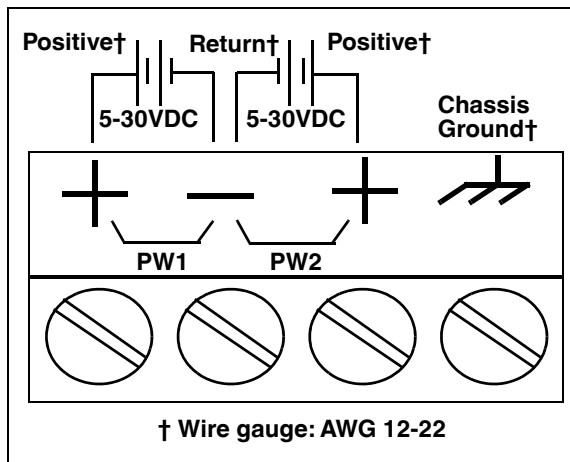 Positive† Return† Positive†
5-30VDC 5-30VDC
Chassis
Ground†
+ − +
PW1 PW2
† Wire gauge: AWG 12-22